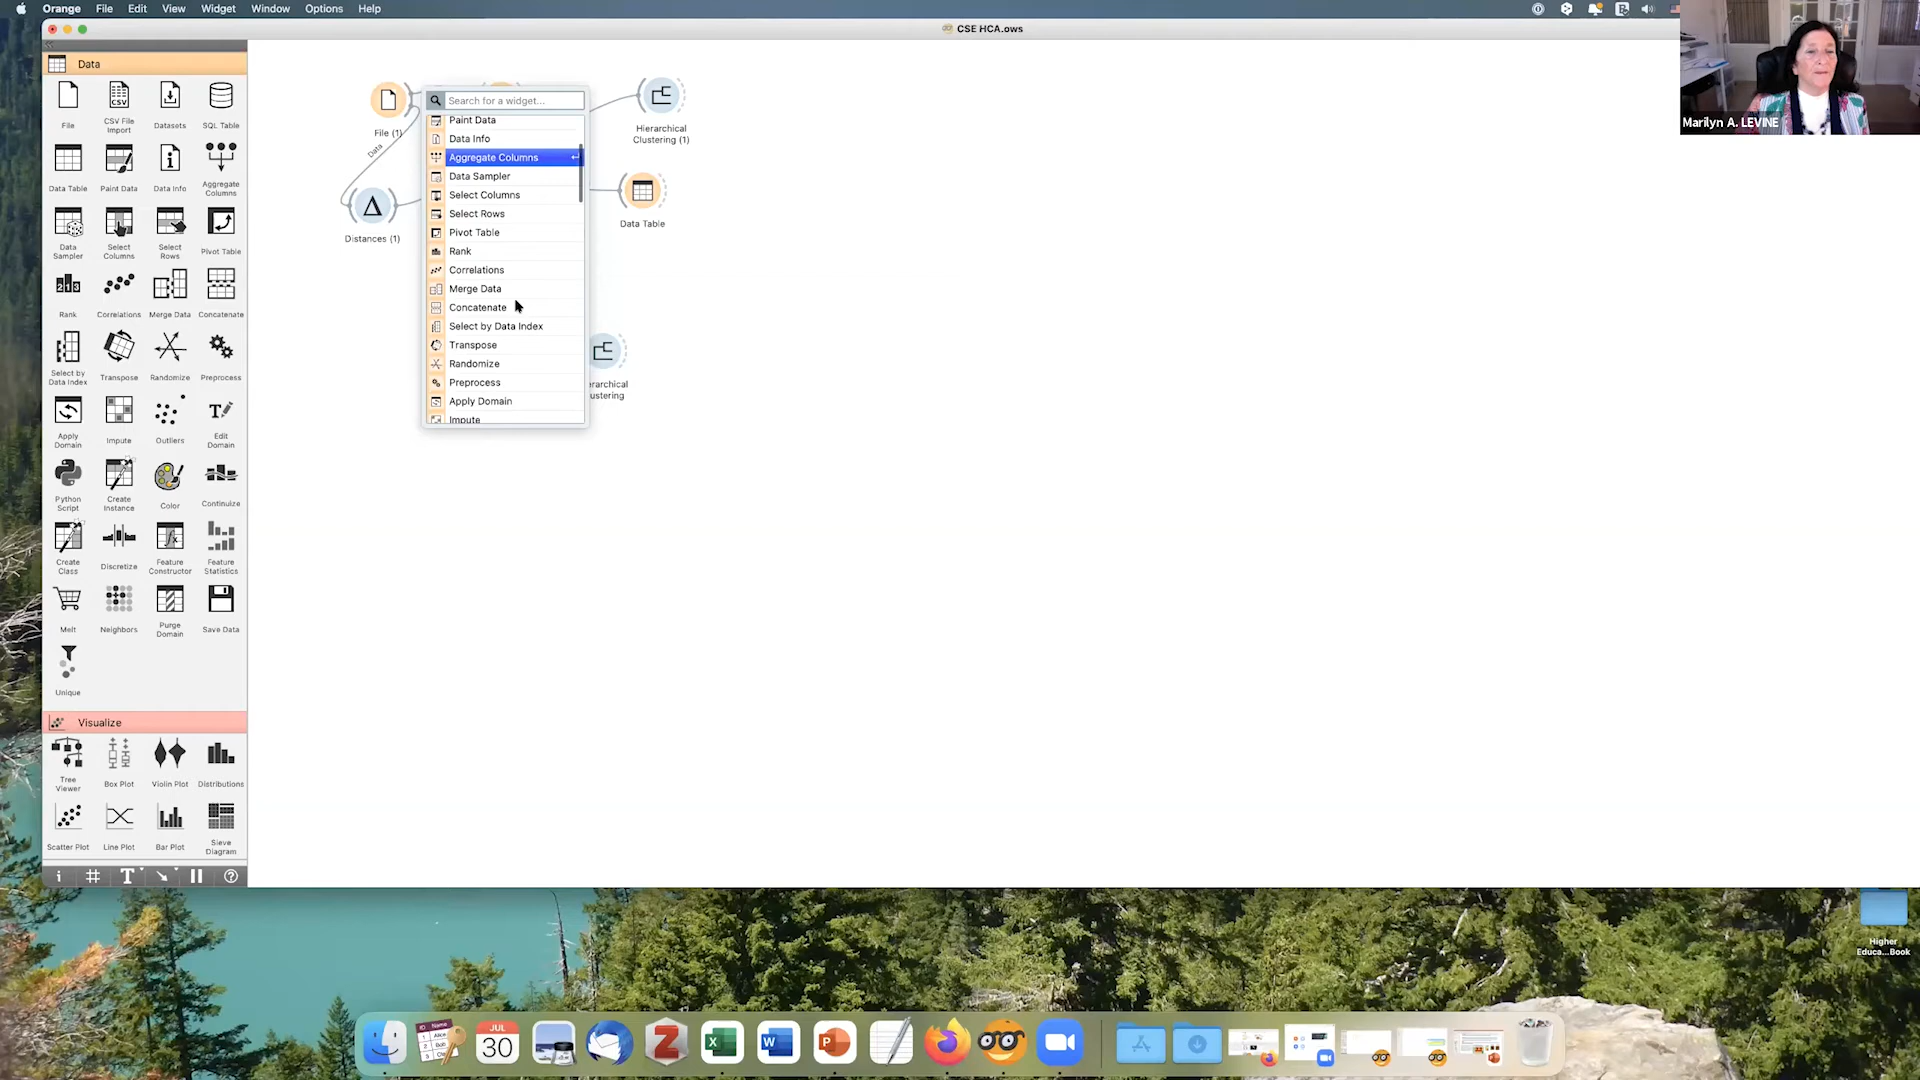 Orange File Edit View Widget Window Options Help
CSE HCA.ows
Marilyn A. LEVINE
Data
File
CSV File
Import
Datasets
SQL Table
Data Table
Paint Data
Data Info
Aggregate
Columns
Data
Sampler
Select
Columns
Select
Rows
Pivot Table
Rank
Correlations
Merge Data
Concatenate
Select by
Data Index
Transpose
Randomize
Preprocess
Apply
Domain
Impute
Outliers
Edit
Domain
Python
Script
Create
Instance
Color
Continuize
Create
Class
Discretize
Feature
Constructor
Feature
Statistics
Melt
Neighbors
Purge
Domain
Save Data
Unique
Visualize
Tree
Viewer
Box Plot
Violin Plot
Distributions
Scatter Plot
Line Plot
Bar Plot
Sieve
Diagram
File (1)
Data
Distances (1)
Search for a widget...
Paint Data
Data Info
Aggregate Columns
Data Sampler
Select Columns
Select Rows
Pivot Table
Rank
Correlations
Merge Data
Concatenate
Select by Data Index
Transpose
Randomize
Preprocess
Apply Domain
Impute
Hierarchical
Clustering (1)
Data Table
erarchical
ustering
Higher
Educa...Book
JUL
30